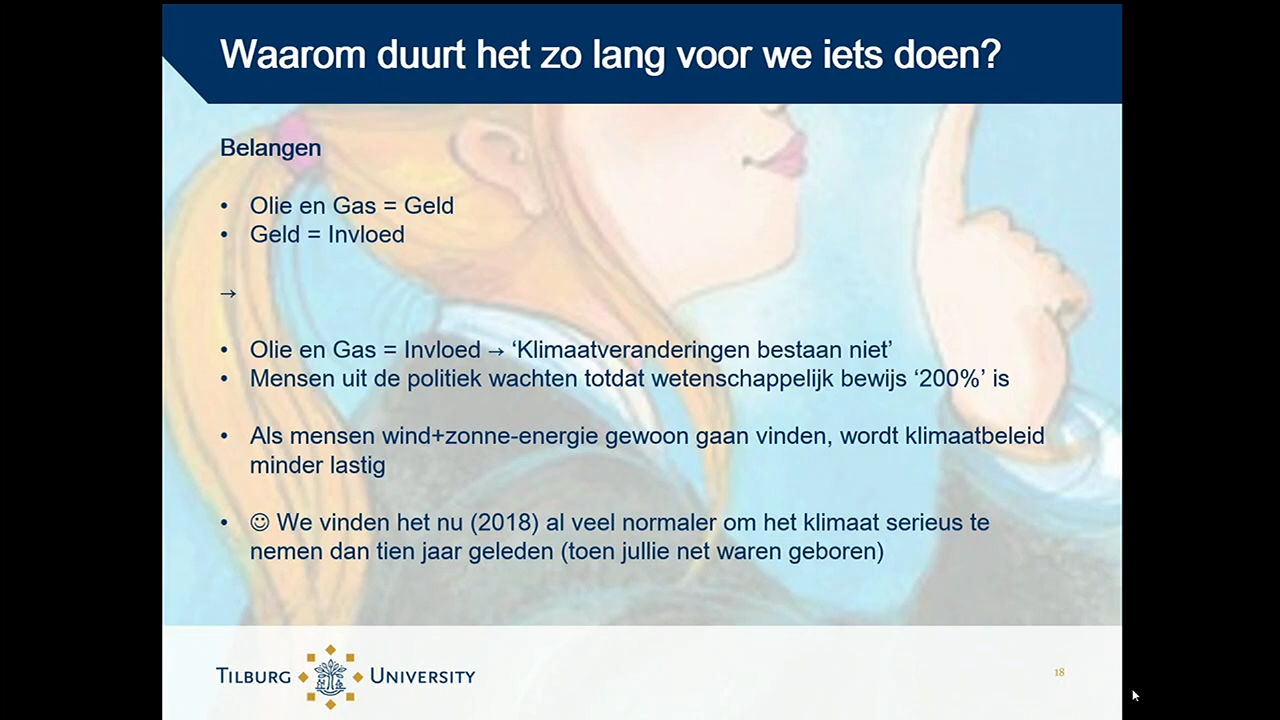 Waarom duurt het zo lang voor we iets doen?
Belangen
• Olie en Gas = Geld
• Geld = Invloed
→
• Olie en Gas = Invloed → ‘Klimaatveranderingen bestaan niet’
• Mensen uit de politiek wachten totdat wetenschappelijk bewijs ‘200%’ is
• Als mensen wind+zonne-energie gewoon gaan vinden, wordt klimaatbeleid
minder lastig
• ☺ We vinden het nu (2018) al veel normaler om het klimaat serieus te
nemen dan tien jaar geleden (toen jullie net waren geboren)
TILBURG UNIVERSITY
18